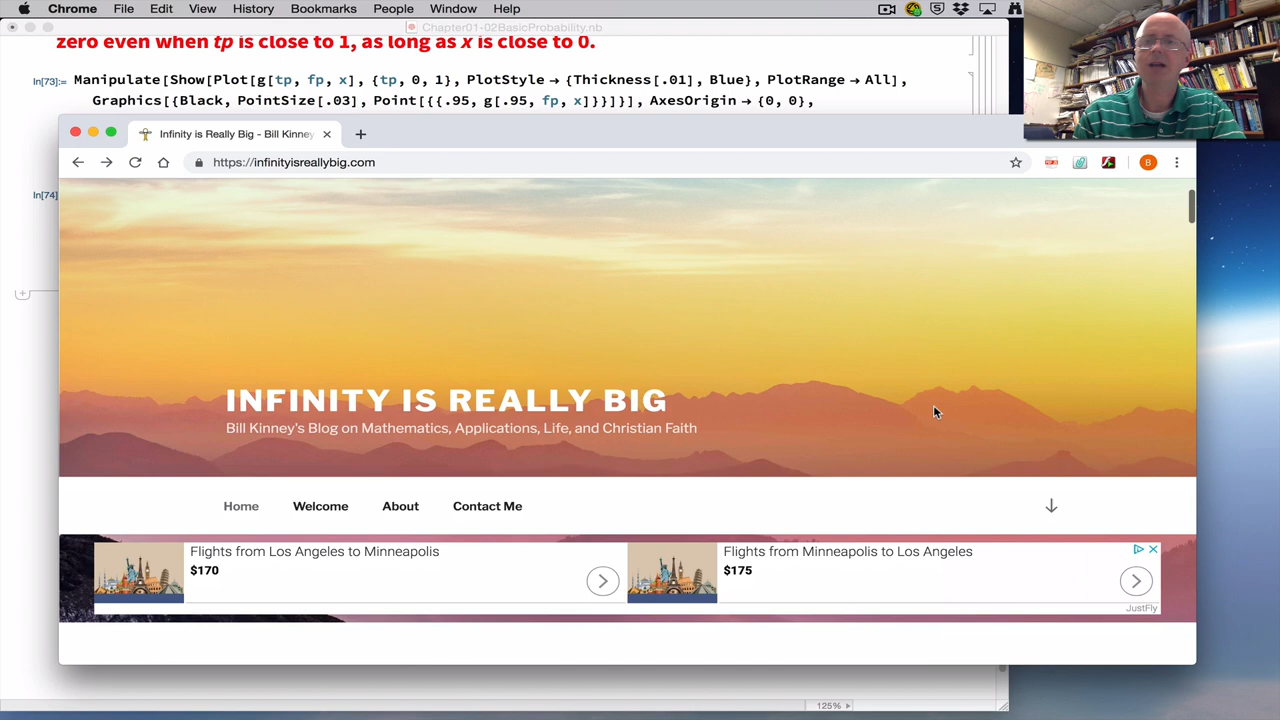 Chrome File Edit View History Bookmarks People Window Help
Chapter01-02BasicProbability.nb
zero even when tp is close to 1, as long as x is close to 0.
In[73]:= Manipulate[Show[Plot[g[tp, fp, x], {tp, 0, 1}, PlotStyle → {Thickness[.01], Blue}, PlotRange → All],
Graphics[{Black, PointSize[.03], Point[{{.95, g[.95, fp, x]}}]}], AxesOrigin → {0, 0},
Infinity is Really Big - Bill Kinney
https://infinityisreallybig.com
B
In[74]
INFINITY IS REALLY BIG
Bill Kinney's Blog on Mathematics, Applications, Life, and Christian Faith
Home Welcome About Contact Me
Flights from Los Angeles to Minneapolis
$170
Flights from Minneapolis to Los Angeles
$175
JustFly
125%